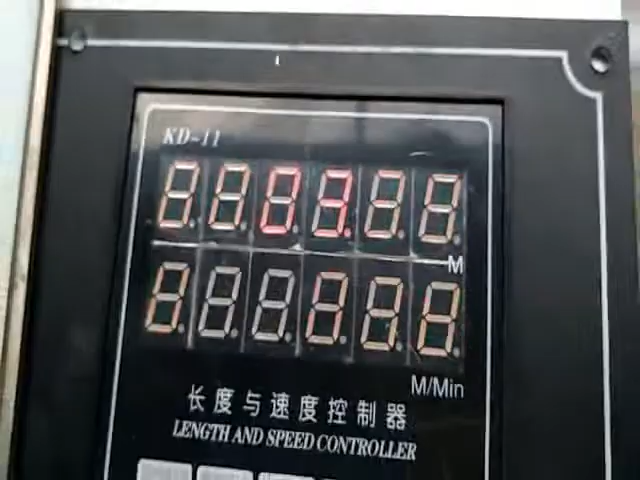 KD-11
M
M/Min
长度与速度控制器
LENGTH AND SPEED CONTROLLER